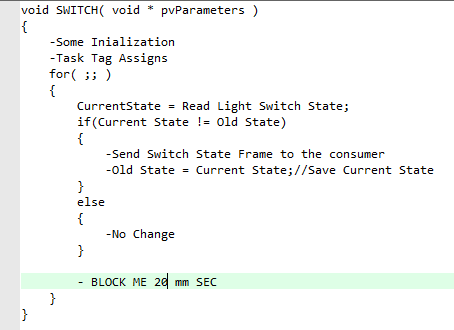 void SWITCH( void * pvParameters )
{
-Some Inialization
-Task Tag Assigns
for( ;; )
{
CurrentState = Read Light Switch State;
if(Current State != Old State)
{
-Send Switch State Frame to the consumer
-Old State = Current State;//Save Current State
}
else
{
-No Change
}
- BLOCK ME 20 mm SEC
}
}